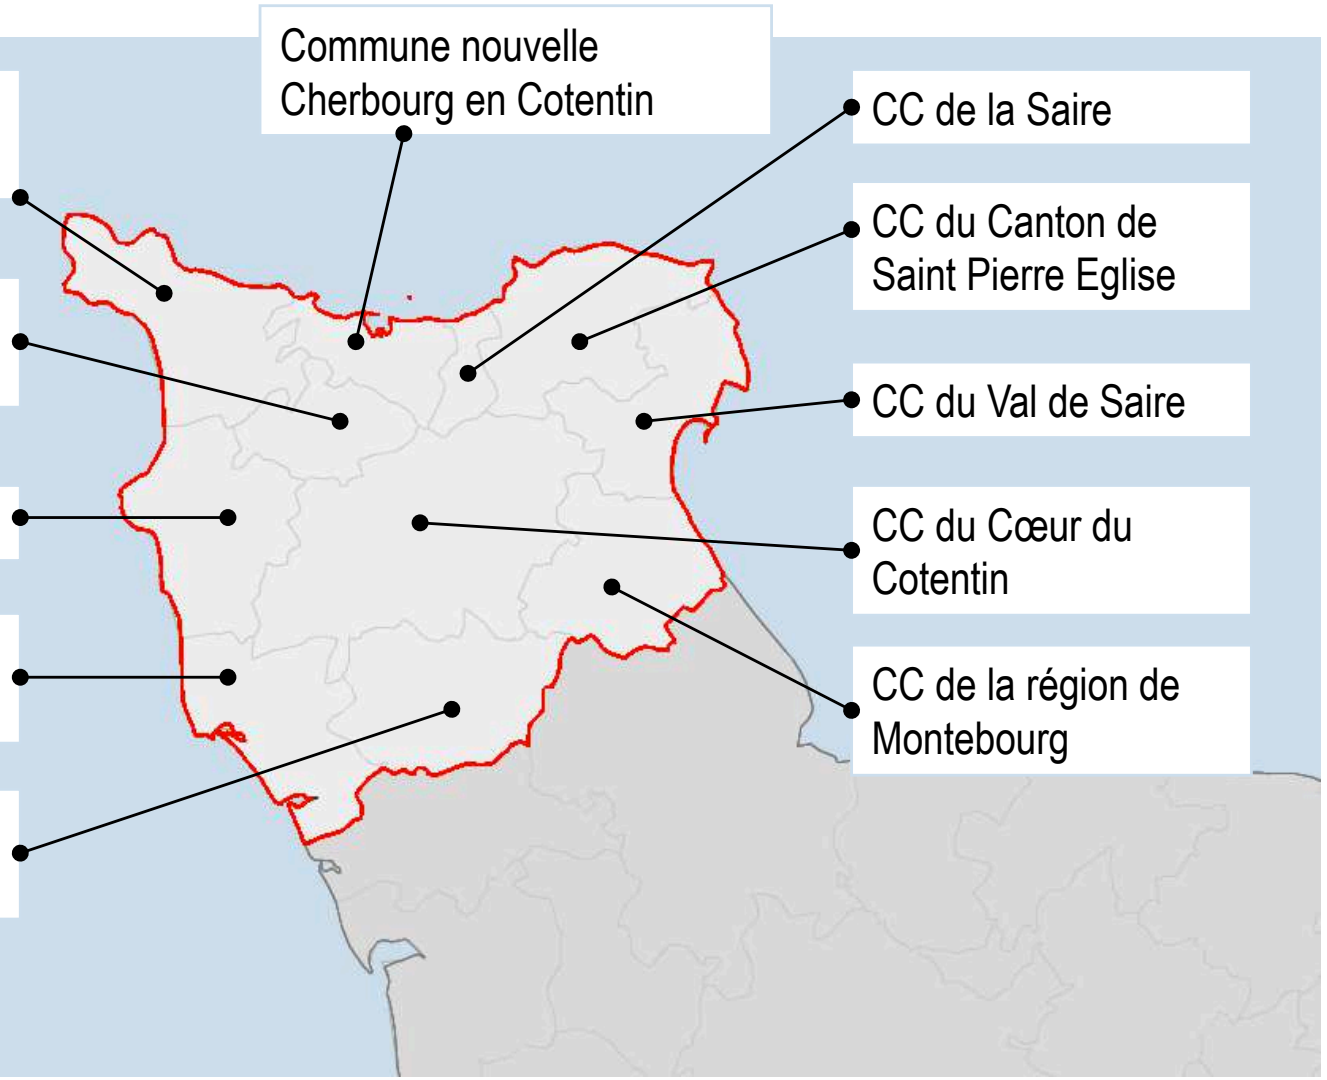 Commune nouvelle
Cherbourg en Cotentin
CC de la Saire
CC du Canton de
Saint Pierre Eglise
CC du Val de Saire
CC du Cœur du
Cotentin
CC de la région de
Montebourg